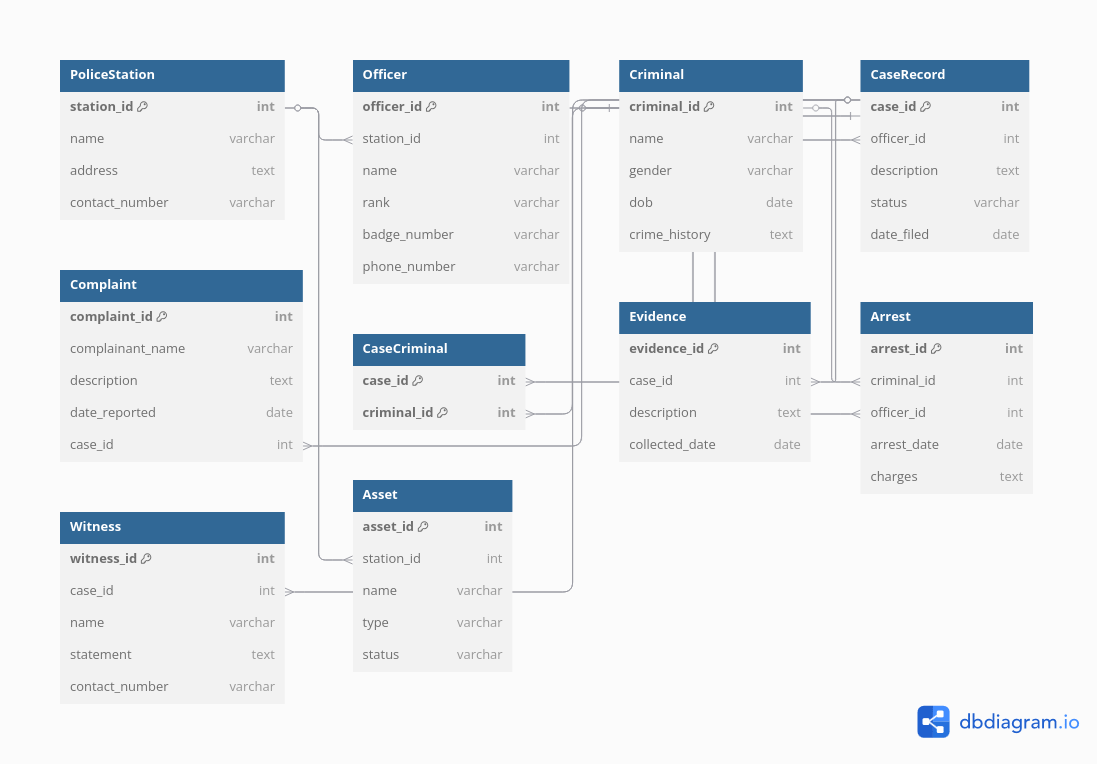 PoliceStation
station_id int
name varchar
address text
contact_number varchar
Officer
officer_id int
station_id int
name varchar
rank varchar
badge_number varchar
phone_number varchar
Criminal
criminal_id int
name varchar
gender varchar
dob date
crime_history text
CaseRecord
case_id int
officer_id int
description text
status varchar
date_filed date
Complaint
complaint_id int
complainant_name varchar
description text
date_reported date
case_id int
CaseCriminal
case_id int
criminal_id int
Evidence
evidence_id int
case_id int
description text
collected_date date
Arrest
arrest_id int
criminal_id int
officer_id int
arrest_date date
charges text
Witness
witness_id int
case_id int
name varchar
statement text
contact_number varchar
Asset
asset_id int
station_id int
name varchar
type varchar
status varchar
dbdiagram.io